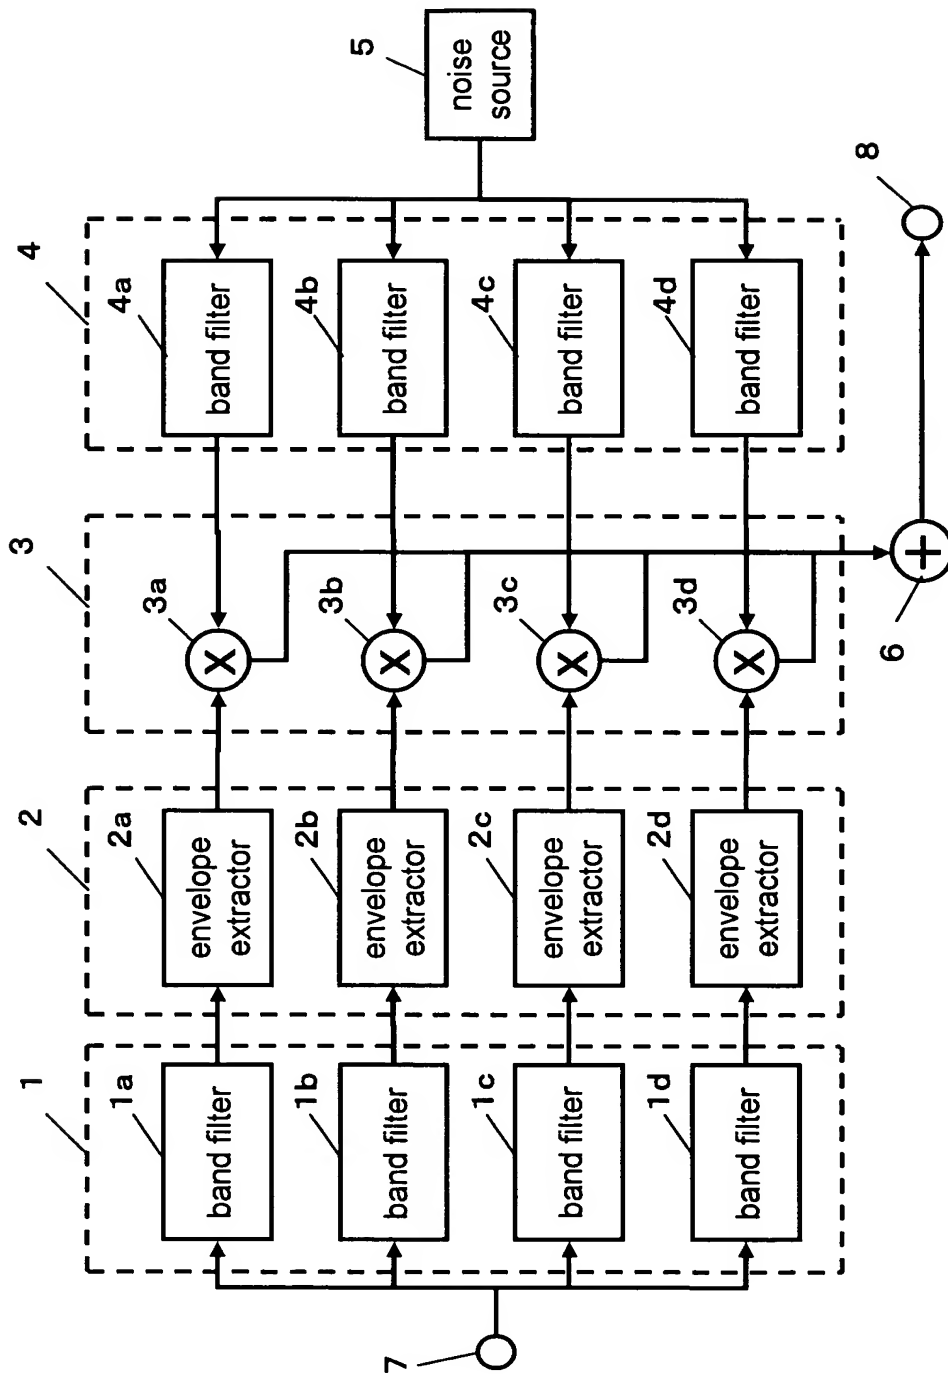 1
2
3
4
5
noise
source
1a
band filter
2a
envelope
extractor
3a
X
4a
band filter
1b
band filter
2b
envelope
extractor
3b
X
4b
band filter
1c
band filter
2c
envelope
extractor
3c
X
4c
band filter
1d
band filter
2d
envelope
extractor
3d
X
4d
band filter
7
6
+
8